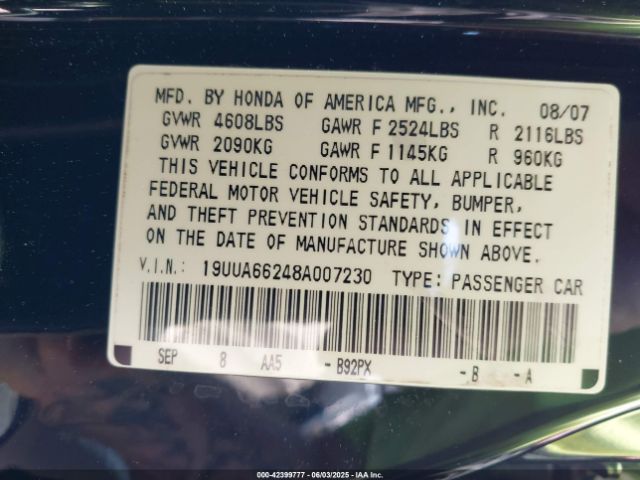 MFD. BY HONDA OF AMERICA MFG., INC. 08/07
GVWR 4608LBS GAWR F 2524LBS R 2116LBS
GVWR 2090KG GAWR F 1145KG R 960KG
THIS VEHICLE CONFORMS TO ALL APPLICABLE
FEDERAL MOTOR VEHICLE SAFETY, BUMPER,
AND THEFT PREVENTION STANDARDS IN EFFECT
ON THE DATE OF MANUFACTURE SHOWN ABOVE.
V.I.N.: 19UUA66248A007230 TYPE: PASSENGER CAR
SEP 8 AA5 -B92PX -B -A
000-42399777 - 06/03/2025 - IAA, Inc.